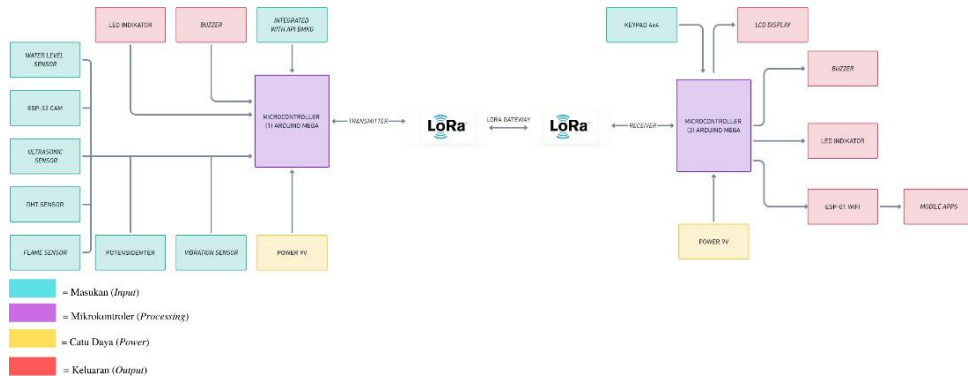 LED INDIKATOR
BUZZER
INTEGRATED
WITH API BMKG
KEYPAD 4x4
LCD DISPLAY
WATER LEVEL
SENSOR
BUZZER
ESP-32 CAM
MICROCONTROLLER
(1) ARDUINO MEGA
TRANSMITTER
LoRa
LORA GATEWAY
LoRa
RECEIVER
MICROCONTROLLER
(2) ARDUINO MEGA
ULTRASONIC
SENSOR
LED INDIKATOR
DHT SENSOR
ESP-01 WIFI
MOBILE APPS
FLAME SENSOR
POTENSIOEMTER
VIBRATION SENSOR
POWER 9V
POWER 9V
= Masukan (Input)
= Mikrokontroler (Processing)
= Catu Daya (Power)
= Keluaran (Output)